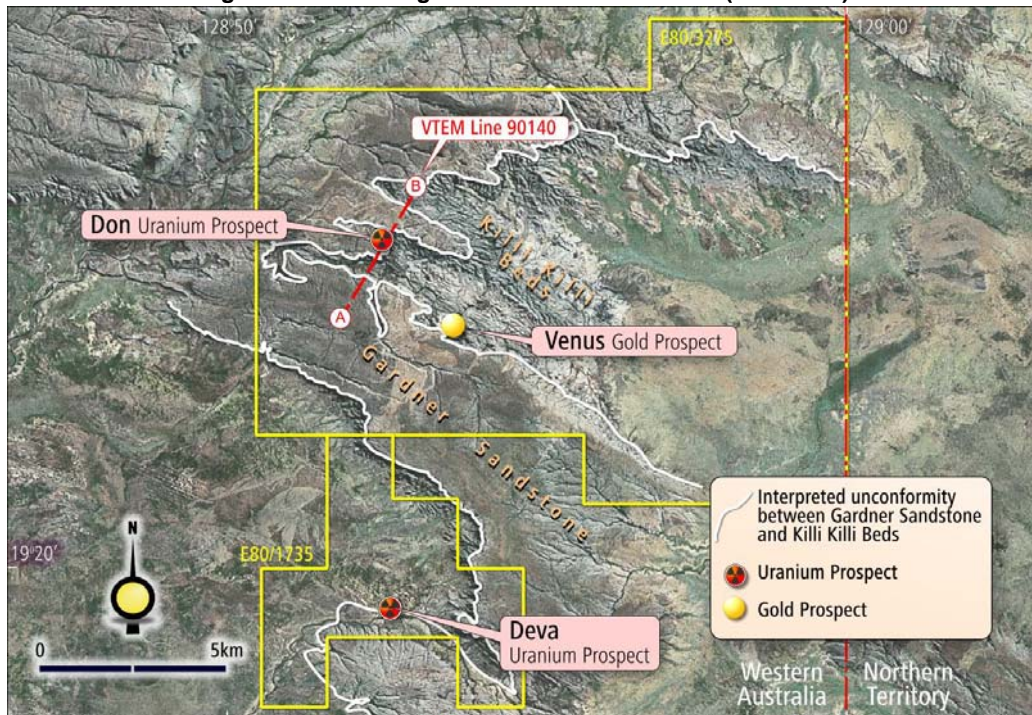 128°50'
E80/3275
129°00'
VTEM Line 90140
B
Don Uranium Prospect
Killi Killi
Beds
A
Venus Gold Prospect
Gardner Sandstone
Interpreted unconformity
between Gardner Sandstone
and Killi Killi Beds
N
19°20'
E80/1735
Uranium Prospect
Gold Prospect
0 5km
Deva
Uranium Prospect
Western
Australia
Northern
Territory